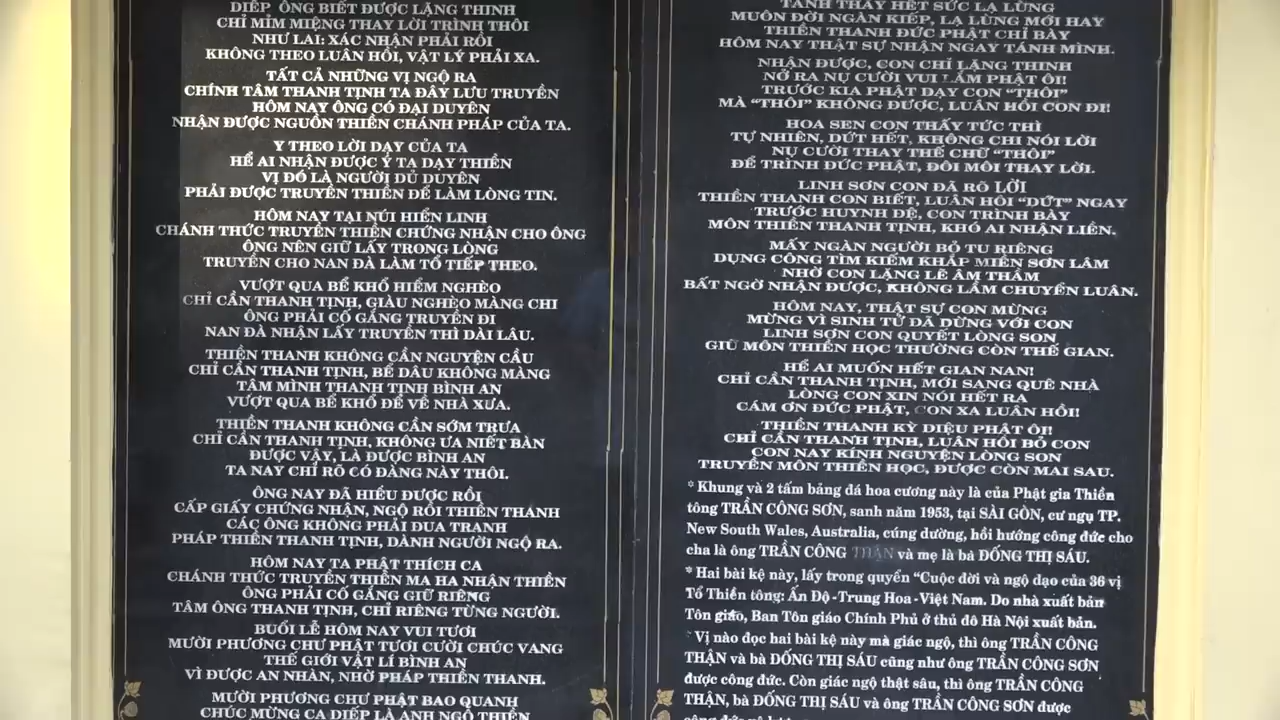 DIẾP ÔNG BIẾT ĐƯỢC LẶNG THINH
CHỈ MỈM MIỆNG THAY LỜI TRÌNH THÔI
NHƯ LAI: XÁC NHẬN PHẢI RỒI
KHÔNG THEO LUÂN HỒI, VẬT LÝ PHẢI XA.
TẤT CẢ NHỮNG VỊ NGỘ RA
CHÍNH TÂM THANH TỊNH TA ĐÂY LƯU TRUYỀN
HÔM NAY ÔNG CÓ ĐẠI DUYÊN
NHẬN ĐƯỢC NGUỒN THIỀN CHÁNH PHÁP CỦA TA.
Y THEO LỜI DẠY CỦA TA
HỄ AI NHẬN ĐƯỢC Ý TA DẠY THIỀN
VỊ ĐÓ LÀ NGƯỜI ĐỦ DUYÊN
PHẢI ĐƯỢC TRUYỀN THIỀN ĐỂ LÀM LÒNG TIN.
HÔM NAY TẠI NÚI HIỂN LINH
CHÁNH THỨC TRUYỀN THIỀN CHỨNG NHẬN CHO ÔNG
ÔNG NÊN GIỮ LẤY TRONG LÒNG
TRUYỀN CHO NAN ĐÀ LÀM TỔ TIẾP THEO.
VƯỢT QUA BỂ KHỔ HIỂM NGHÈO
CHỈ CẦN THANH TỊNH, GIÀU NGHÈO MÀNG CHI
ÔNG PHẢI CỐ GẮNG TRUYỀN ĐI
NAN ĐÀ NHẬN LẤY TRUYỀN THÌ DÀI LÂU.
THIỀN THANH KHÔNG CẦN NGUYỆN CẦU
CHỈ CẦN THANH TỊNH, BỂ DÂU KHÔNG MÀNG
TÂM MÌNH THANH TỊNH BÌNH AN
VƯỢT QUA BỂ KHỔ ĐỂ VỀ NHÀ XƯA.
THIỀN THANH KHÔNG CẦN SỚM TRƯA
CHỈ CẦN THANH TỊNH, KHÔNG ƯA NIẾT BÀN
ĐƯỢC VẬY, LÀ ĐƯỢC BÌNH AN
TA NAY CHỈ RÕ CÓ ĐÀNG NÀY THÔI.
ÔNG NAY ĐÃ HIỂU ĐƯỢC RỒI
CẤP GIẤY CHỨNG NHẬN, NGỘ RỒI THIỀN THANH
CÁC ÔNG KHÔNG PHẢI ĐUA TRANH
PHÁP THIỀN THANH TỊNH, DÀNH NGƯỜI NGỘ RA.
HÔM NAY TA PHẬT THÍCH CA
CHÁNH THỨC TRUYỀN THIỀN MA HA NHẬN THIỀN
ÔNG PHẢI CỐ GẮNG GIỮ RIÊNG
TÂM ÔNG THANH TỊNH, CHỈ RIÊNG TỪNG NGƯỜI.
BUỔI LỄ HÔM NAY VUI TƯƠI
MƯỜI PHƯƠNG CHƯ PHẬT TƯƠI CƯỜI CHÚC VANG
THẾ GIỚI VẬT LÍ BÌNH AN
VÌ ĐƯỢC AN NHÀN, NHỜ PHÁP THIỀN THANH.
MƯỜI PHƯƠNG CHƯ PHẬT BAO QUANH
CHÚC MỪNG CA DIẾP LÀ ANH NGỘ THIỀN
TÁNH THAY HẾT SỨC LẠ LÙNG
MUÔN ĐỜI NGÀN KIẾP, LẠ LÙNG MỚI HAY
THIỀN THANH ĐỨC PHẬT CHỈ BÀY
HÔM NAY THẬT SỰ NHẬN NGAY TÁNH MÌNH.
NHẬN ĐƯỢC, CON CHỈ LẶNG THINH
NỞ RA NỤ CƯỜI VUI LẮM PHẬT ÔI!
TRƯỚC KIA PHẬT DẠY CON “THÔI”
MÀ “THÔI” KHÔNG ĐƯỢC, LUÂN HỒI CON ĐI!
HOA SEN CON THẤY TỨC THÌ
TỰ NHIÊN, DỨT HẾT, KHÔNG CHI NÓI LỜI
NỤ CƯỜI THAY THẾ CHỮ “THÔI”
ĐỂ TRÌNH ĐỨC PHẬT, ĐÔI MÔI THAY LỜI.
LINH SƠN CON ĐÃ RÕ LỜI
THIỀN THANH CON BIẾT, LUÂN HỒI “DỨT” NGAY
TRƯỚC HUYNH ĐỆ, CON TRÌNH BÀY
MÔN THIỀN THANH TỊNH, KHÓ AI NHẬN LIỀN.
MẤY NGÀN NGƯỜI BỎ TU RIÊNG
DỤNG CÔNG TÌM KIẾM KHẮP MIỀN SƠN LÂM
NHỜ CON LẶNG LẼ ÂM THẦM
BẤT NGỜ NHẬN ĐƯỢC, KHÔNG LẦM CHUYỂN LUÂN.
HÔM NAY, THẬT SỰ CON MỪNG
MỪNG VÌ SINH TỬ ĐÃ DỪNG VỚI CON
LINH SƠN CON QUYẾT LÒNG SON
GIỮ MÔN THIỀN HỌC THƯỜNG CÒN THẾ GIAN.
HỄ AI MUỐN HẾT GIAN NAN!
CHỈ CẦN THANH TỊNH, MỚI SANG QUÊ NHÀ
LÒNG CON XIN NÓI HẾT RA
CÁM ƠN ĐỨC PHẬT, CON XA LUÂN HỒI!
THIỀN THANH KỲ DIỆU PHẬT ÔI!
CHỈ CẦN THANH TỊNH, LUÂN HỒI BỎ CON
CON NAY KÍNH NGUYỆN LÒNG SON
TRUYỀN MÔN THIỀN HỌC, ĐƯỢC CÒN MAI SAU.
* Khung và 2 tấm bảng đá hoa cương này là của Phật gia Thiền
tông TRẦN CÔNG SƠN, sanh năm 1953, tại SÀI GÒN, cư ngụ TP.
New South Wales, Australia, cúng dường, hồi hướng công đức cho
cha là ông TRẦN CÔNG THẬN và mẹ là bà ĐỐNG THỊ SÁU.
* Hai bài kệ này, lấy trong quyển “Cuộc đời và ngộ đạo của 36 vị
Tổ Thiền tông: Ấn Độ -Trung Hoa -Việt Nam. Do nhà xuất bản
Tôn giáo, Ban Tôn giáo Chính Phủ ở thủ đô Hà Nội xuất bản.
* Vị nào đọc hai bài kệ này mà giác ngộ, thì ông TRẦN CÔNG
THẬN và bà ĐỐNG THỊ SÁU cũng như ông TRẦN CÔNG SƠN
được công đức. Còn giác ngộ thật sâu, thì ông TRẦN CÔNG
THẬN, bà ĐỐNG THỊ SÁU và ông TRẦN CÔNG SƠN được